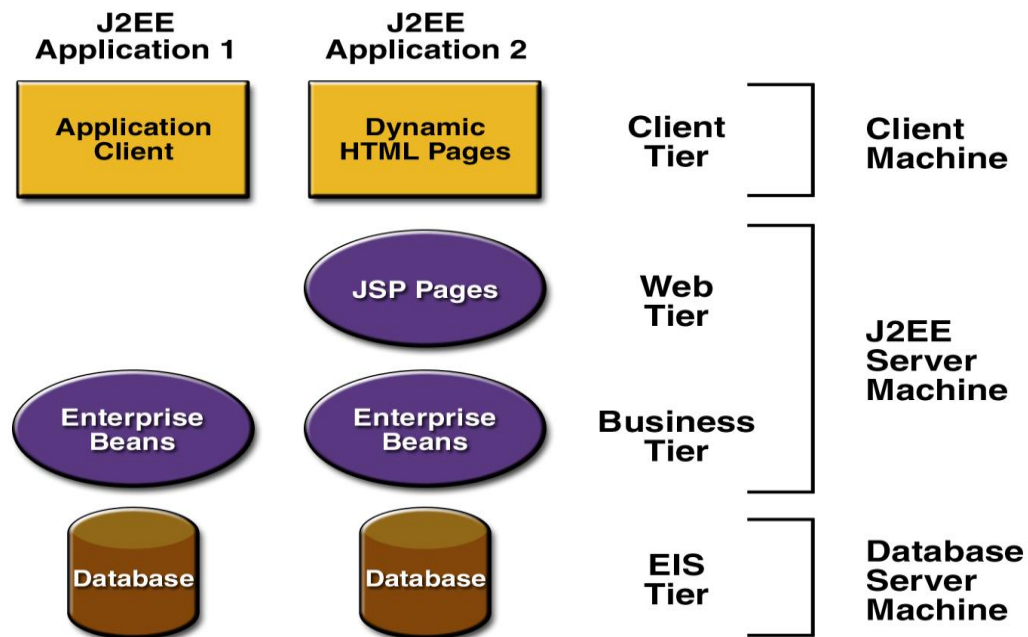 J2EE
Application 1
J2EE
Application 2
Application
Client
Dynamic
HTML Pages
Client
Tier
Client
Machine
JSP Pages
Web
Tier
J2EE
Server
Machine
Enterprise
Beans
Enterprise
Beans
Business
Tier
Database
Database
EIS
Tier
Database
Server
Machine